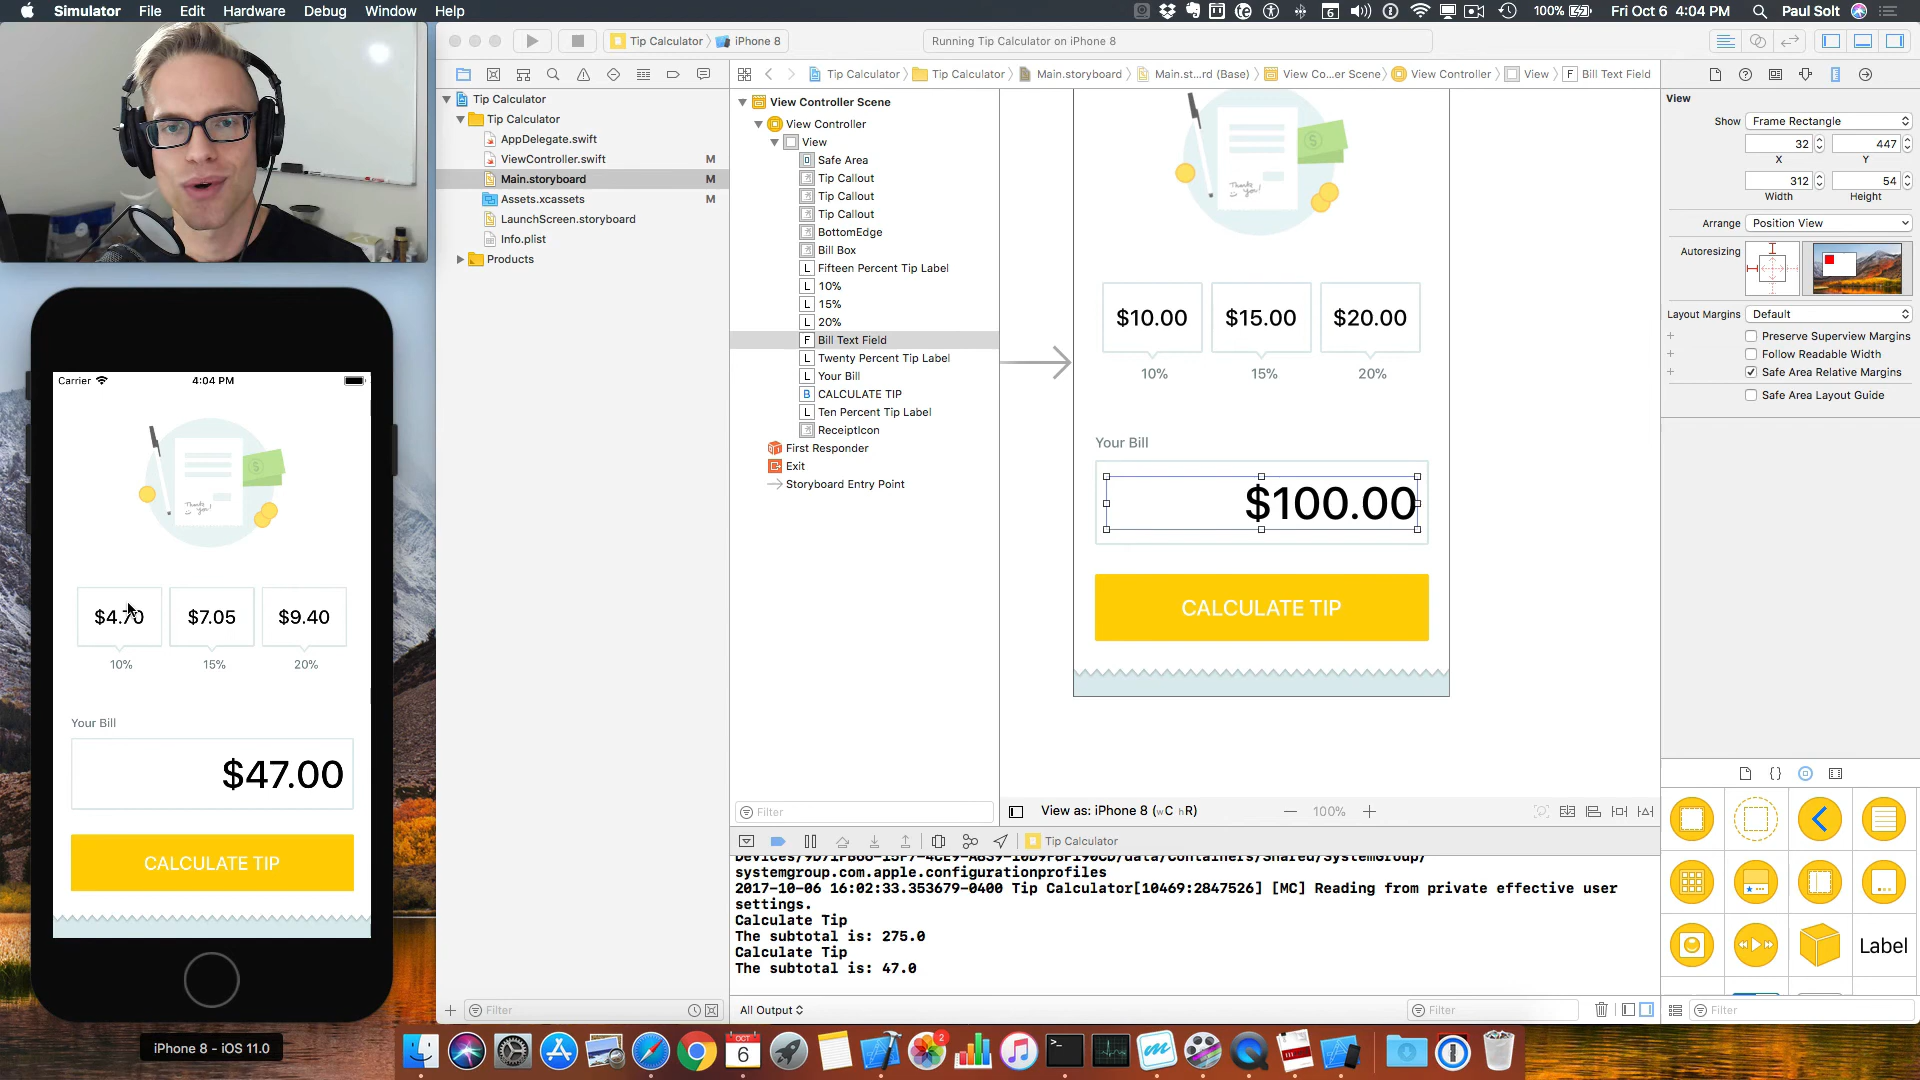 Simulator File Edit Hardware Debug Window Help
6 100% Fri Oct 6 4:04 PM Paul Solt
Tip Calculator iPhone 8
Running Tip Calculator on iPhone 8
Tip Calculator Tip Calculator Main.storyboard Main.st...rd (Base) View Co...er Scene View Controller View F Bill Text Field
Tip Calculator
Tip Calculator
AppDelegate.swift
ViewController.swift M
Main.storyboard M
Assets.xcassets M
LaunchScreen.storyboard
Info.plist
Products
View Controller Scene
View Controller
View
Safe Area
Tip Callout
Tip Callout
Tip Callout
BottomEdge
Bill Box
L Fifteen Percent Tip Label
L 10%
L 15%
L 20%
F Bill Text Field
L Twenty Percent Tip Label
L Your Bill
B CALCULATE TIP
L Ten Percent Tip Label
ReceiptIcon
First Responder
Exit
Storyboard Entry Point
Filter
Thank you!
$10.00 $15.00 $20.00
10% 15% 20%
Your Bill
$100.00
CALCULATE TIP
View as: iPhone 8 (wC hR)
100%
View
Show Frame Rectangle
32 447
X Y
312 54
Width Height
Arrange Position View
Autoresizing
Layout Margins Default
Preserve Superview Margins
Follow Readable Width
Safe Area Relative Margins
Safe Area Layout Guide
Label
Filter
Carrier 4:04 PM
Thank you!
$4.70 $7.05 $9.40
10% 15% 20%
Your Bill
$47.00
CALCULATE TIP
iPhone 8 - iOS 11.0
Tip Calculator
systemgroup.com.apple.configurationprofiles
2017-10-06 16:02:33.353679-0400 Tip Calculator[10469:2847526] [MC] Reading from private effective user
settings.
Calculate Tip
The subtotal is: 275.0
Calculate Tip
The subtotal is: 47.0
Filter
All Output
Filter
OCT
6
2